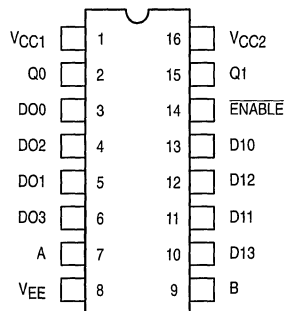 VCC1 1 16 VCC2
Q0 2 15 Q1
DO0 3 14 ENABLE
DO2 4 13 D10
DO1 5 12 D12
DO3 6 11 D11
A 7 10 D13
VEE 8 9 B